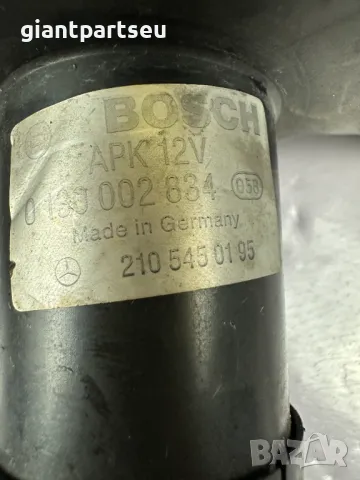 giantpartseu
BOSCH
APK 12V
0 130 002 834 058
Made in Germany
210 545 01 95
BAZAR